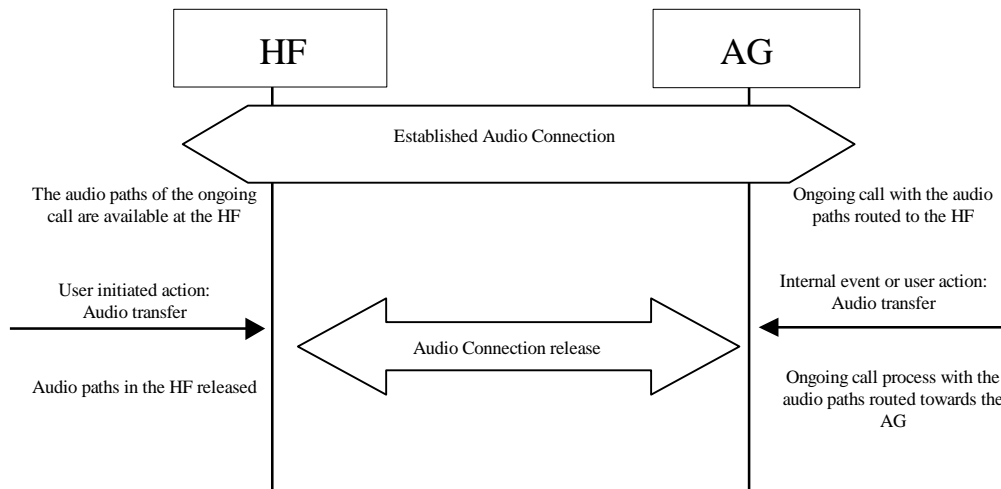 HF
AG
Established Audio Connection
The audio paths of the ongoing
call are available at the HF
Ongoing call with the audio
paths routed to the HF
User initiated action:
Audio transfer
Internal event or user action:
Audio transfer
Audio Connection release
Audio paths in the HF released
Ongoing call process with the
audio paths routed towards the
AG